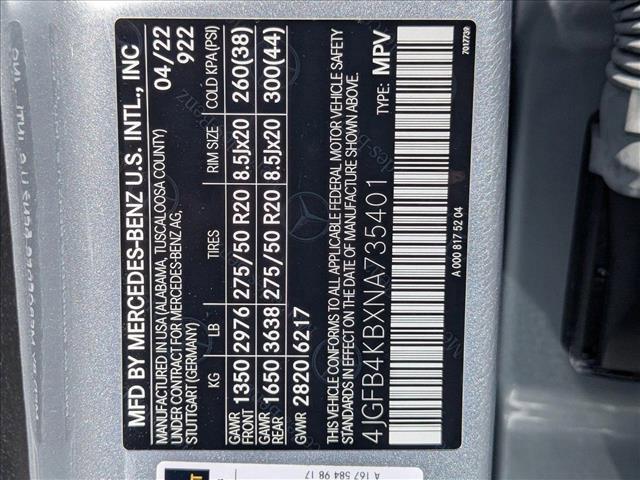 MFD BY MERCEDES-BENZ U.S. INTL., INC
MANUFACTURED IN USA (ALABAMA, TUSCALOOSA COUNTY) 04/22
UNDER CONTRACT FOR MERCEDES-BENZ AG, 922
STUTTGART (GERMANY)
KG LB TIRES RIM SIZE COLD KPA(PSI)
GAWR FRONT 1350 2976 275/50 R20 8.5Jx20 260(38)
GAWR REAR 1650 3638 275/50 R20 8.5Jx20 300(44)
GVWR 2820 6217
THIS VEHICLE CONFORMS TO ALL APPLICABLE FEDERAL MOTOR VEHICLE SAFETY
STANDARDS IN EFFECT ON THE DATE OF MANUFACTURE SHOWN ABOVE.
4JGFB4KBXNA735401 TYPE: MPV
A 000 817 52 04
7017739
A 167 584 98 17